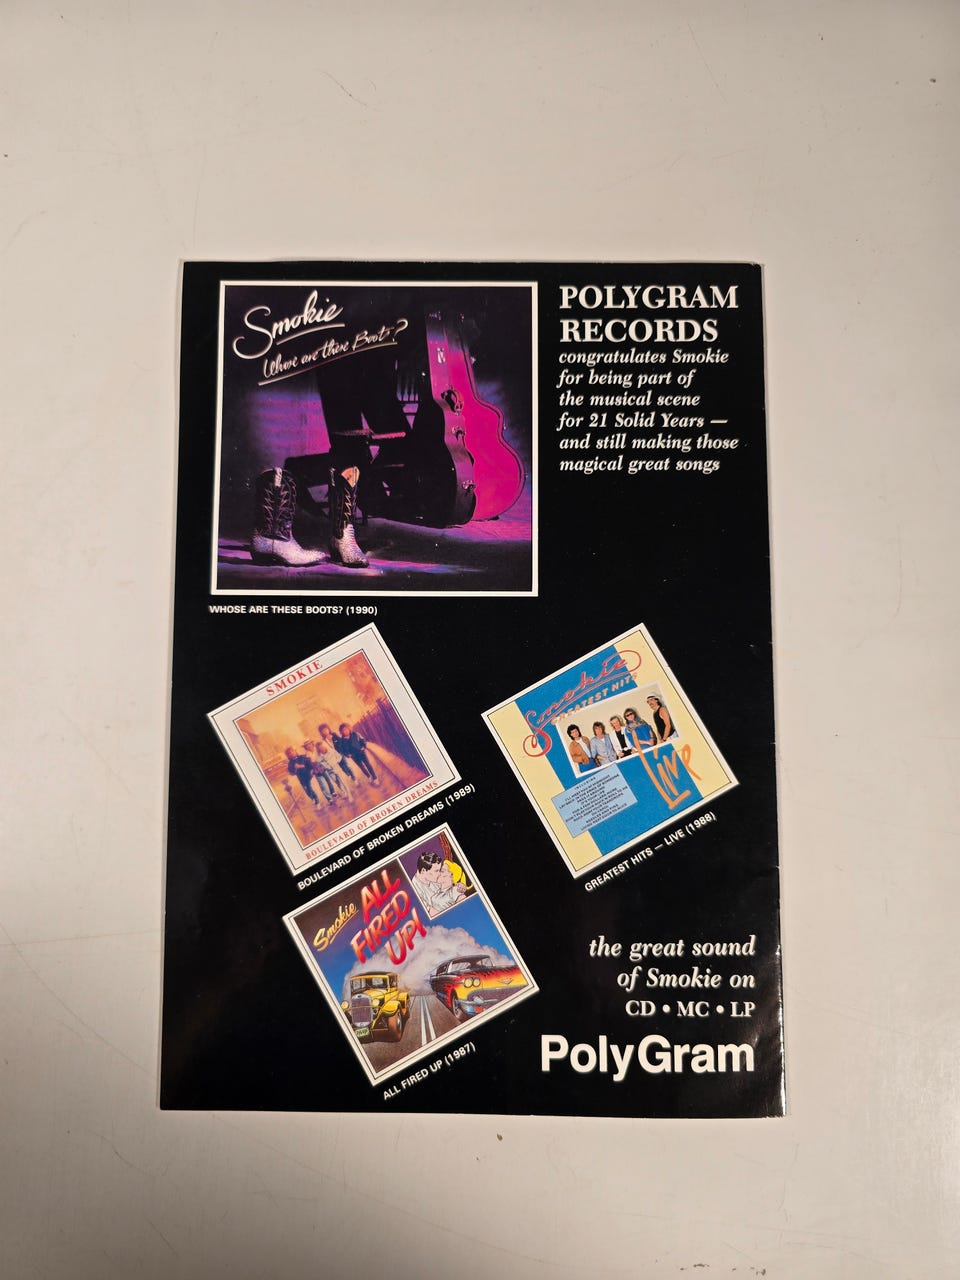 Smokie
Whose are these Boots?
POLYGRAM
RECORDS
congratulates Smokie
for being part of
the musical scene
for 21 Solid Years —
and still making those
magical great songs
WHOSE ARE THESE BOOTS? (1990)
SMOKIE
BOULEVARD OF BROKEN DREAMS
BOULEVARD OF BROKEN DREAMS (1989)
Smokie
GREATEST HITS
LIVE
GREATEST HITS — LIVE (1988)
Smokie
ALL
FIRED
UP!
ALL FIRED UP (1987)
the great sound
of Smokie on
CD • MC • LP
PolyGram